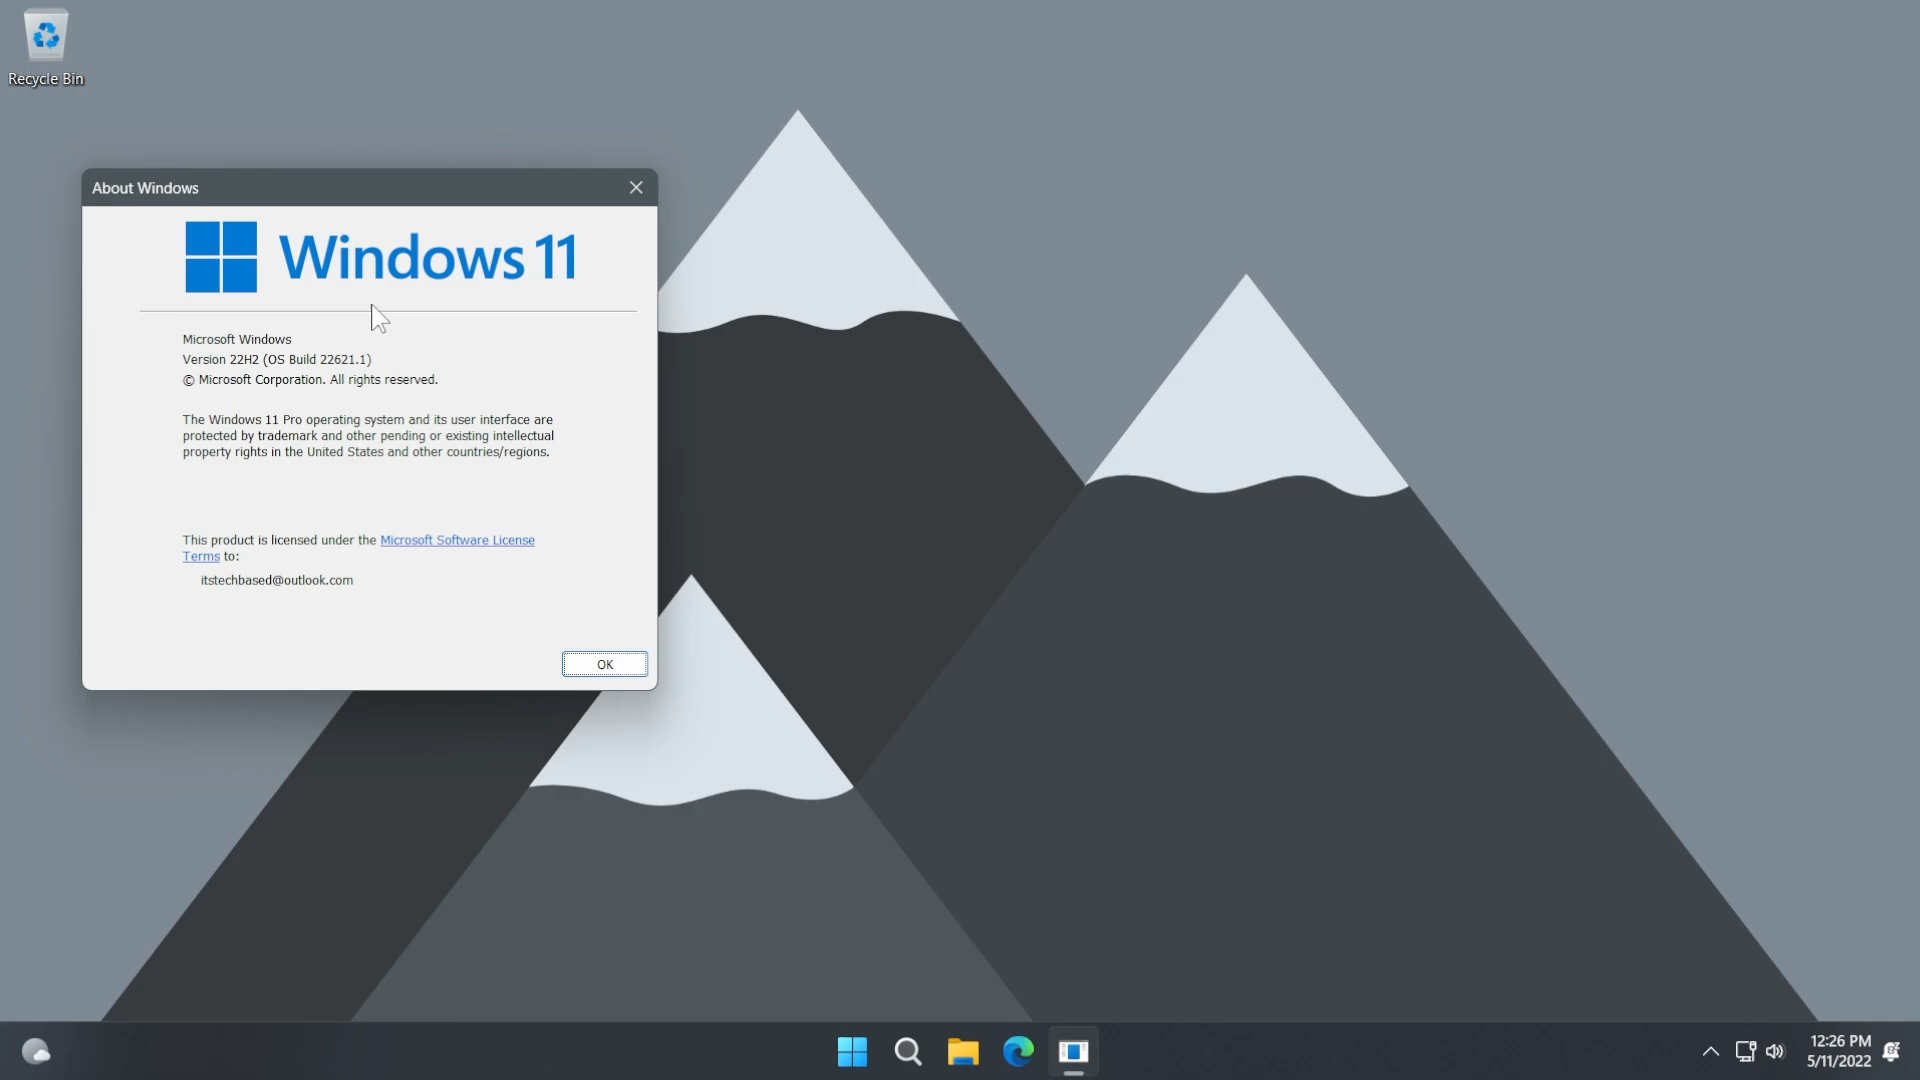 Recycle Bin
About Windows
Windows 11
Microsoft Windows
Version 22H2 (OS Build 22621.1)
© Microsoft Corporation. All rights reserved.
The Windows 11 Pro operating system and its user interface are
protected by trademark and other pending or existing intellectual
property rights in the United States and other countries/regions.
This product is licensed under the Microsoft Software License
Terms to:
itstechbased@outlook.com
OK
12:26 PM
5/11/2022